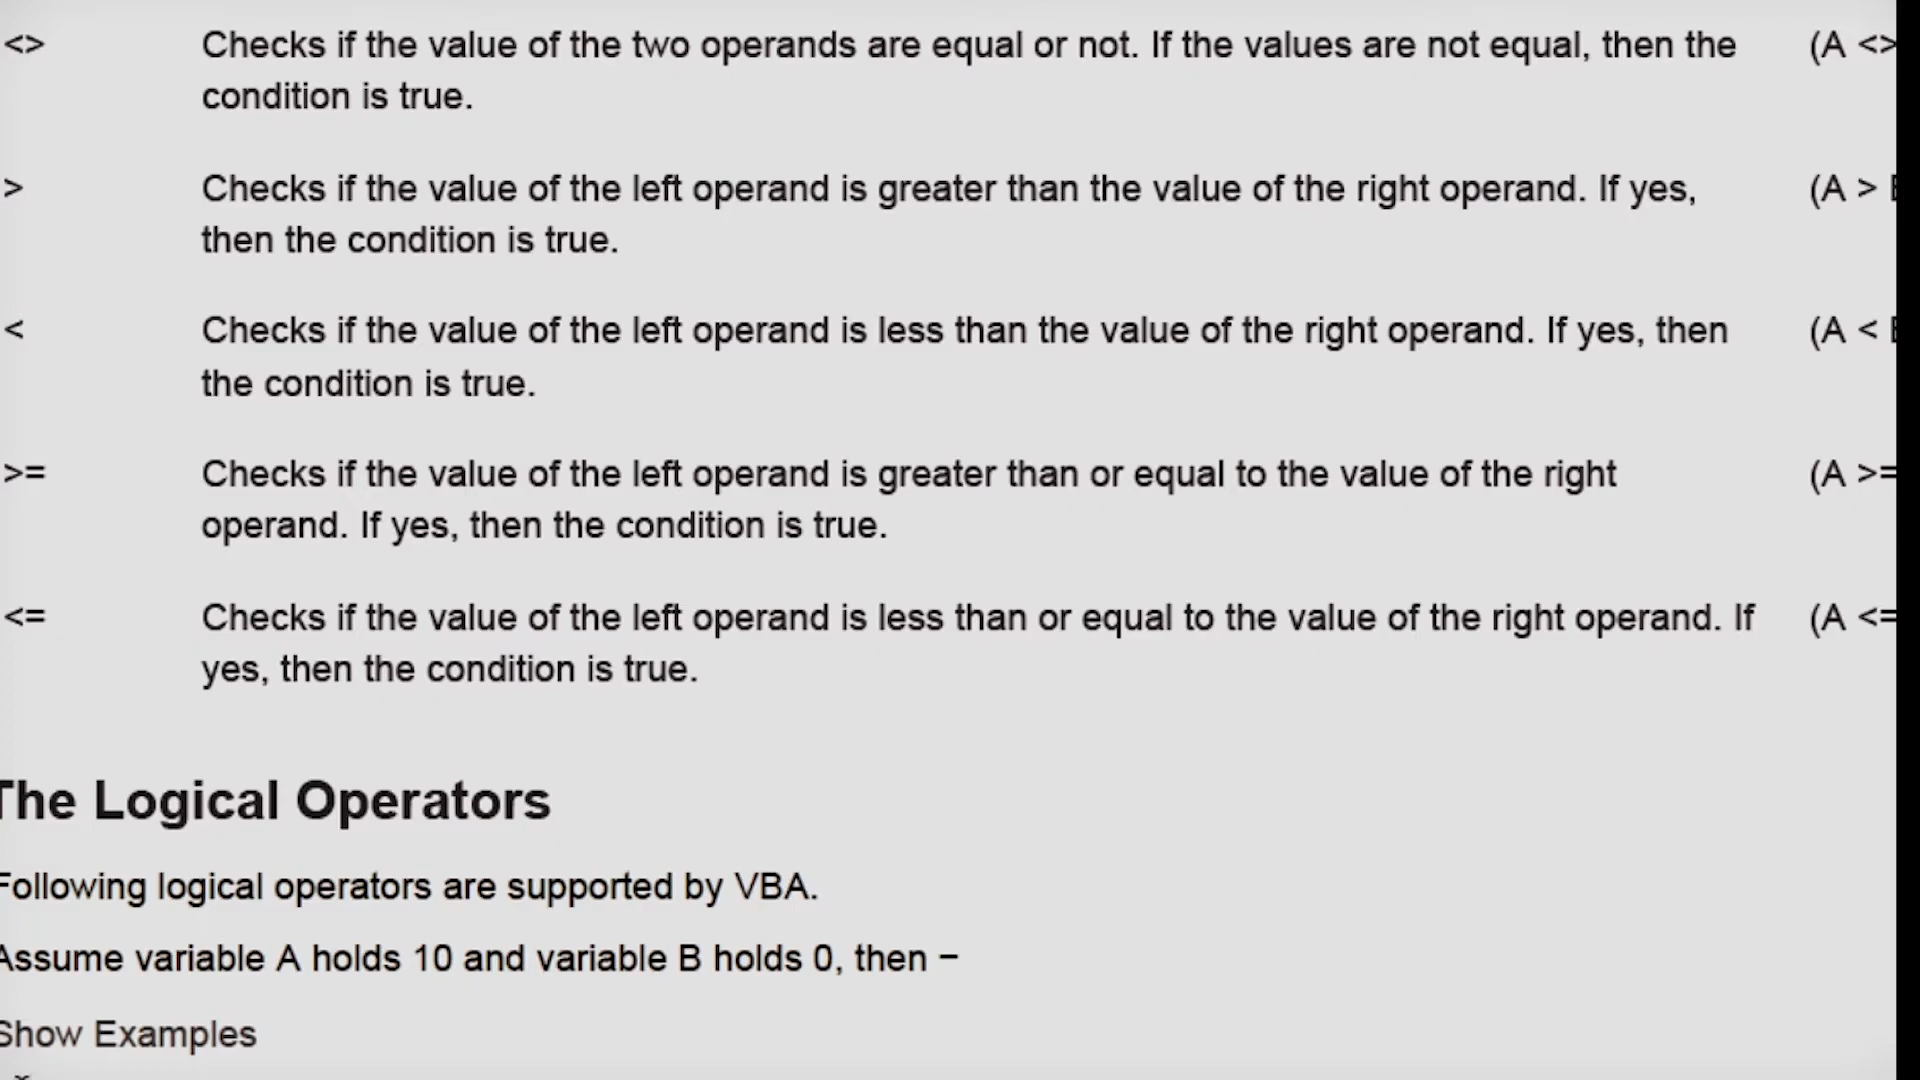 <> Checks if the value of the two operands are equal or not. If the values are not equal, then the (A <>
condition is true.
> Checks if the value of the left operand is greater than the value of the right operand. If yes, (A >
then the condition is true.
< Checks if the value of the left operand is less than the value of the right operand. If yes, then (A <
the condition is true.
>= Checks if the value of the left operand is greater than or equal to the value of the right (A >=
operand. If yes, then the condition is true.
<= Checks if the value of the left operand is less than or equal to the value of the right operand. If (A <=
yes, then the condition is true.
The Logical Operators
Following logical operators are supported by VBA.
Assume variable A holds 10 and variable B holds 0, then −
Show Examples